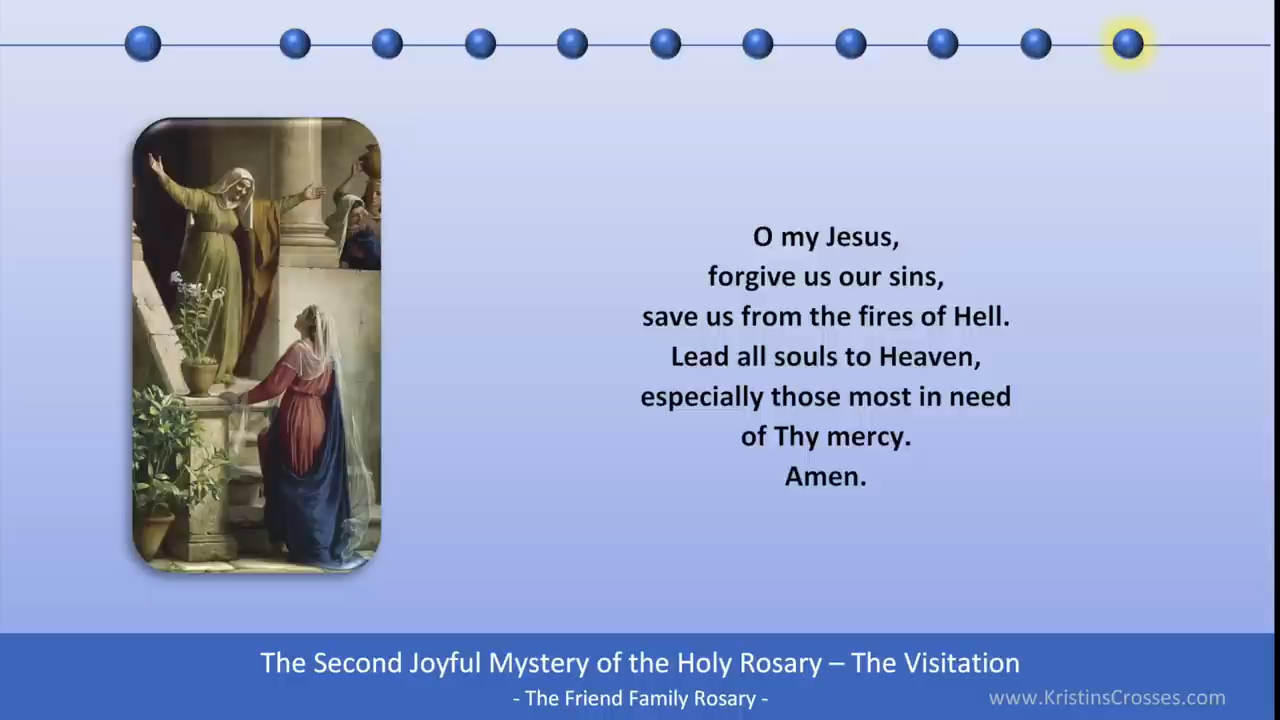 O my Jesus,
forgive us our sins,
save us from the fires of Hell.
Lead all souls to Heaven,
especially those most in need
of Thy mercy.
Amen.
The Second Joyful Mystery of the Holy Rosary – The Visitation
- The Friend Family Rosary -
www.KristinsCrosses.com